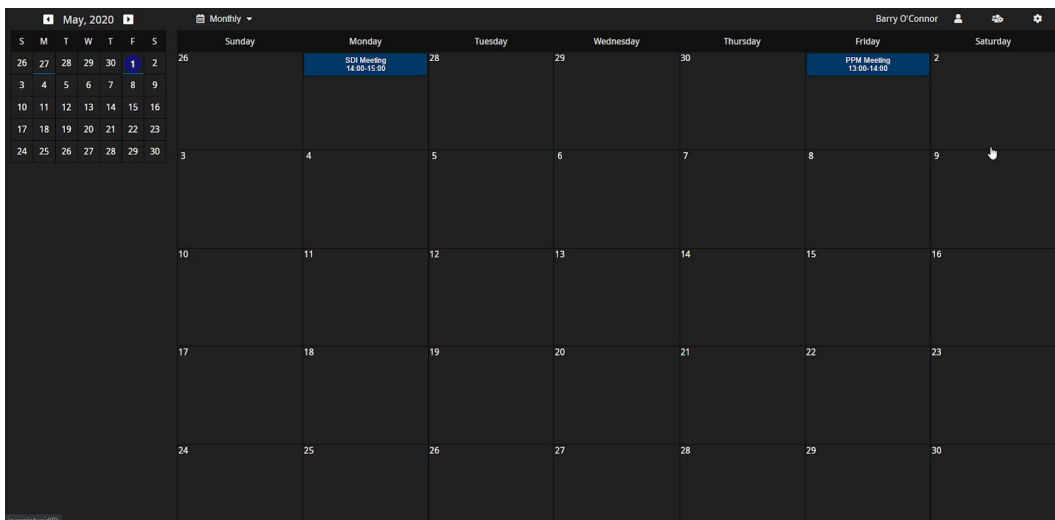 May, 2020
Monthly
Barry O'Connor
S M T W T F S
26 27 28 29 30 1 2
3 4 5 6 7 8 9
10 11 12 13 14 15 16
17 18 19 20 21 22 23
24 25 26 27 28 29 30
Sunday Monday Tuesday Wednesday Thursday Friday Saturday
26 28 29 30 2
SDI Meeting
14:00-15:00
PPM Meeting
13:00-14:00
3 4 5 6 7 8 9
10 11 12 13 14 15 16
17 18 19 20 21 22 23
24 25 26 27 28 29 30